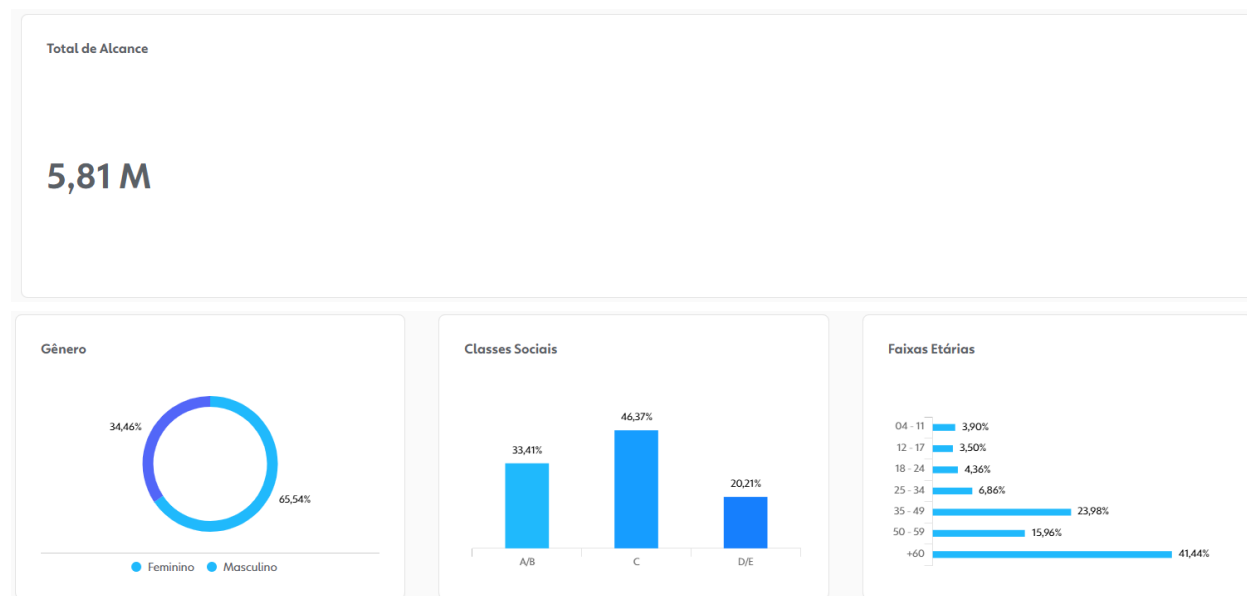 Total de Alcance
5,81 M
Gênero
34,46%
65,54%
Feminino Masculino
Classes Sociais
33,41%
46,37%
20,21%
A/B C D/E
Faixas Etárias
04 - 11 3,90%
12 - 17 3,50%
18 - 24 4,36%
25 - 34 6,86%
35 - 49 23,98%
50 - 59 15,96%
+60 41,44%